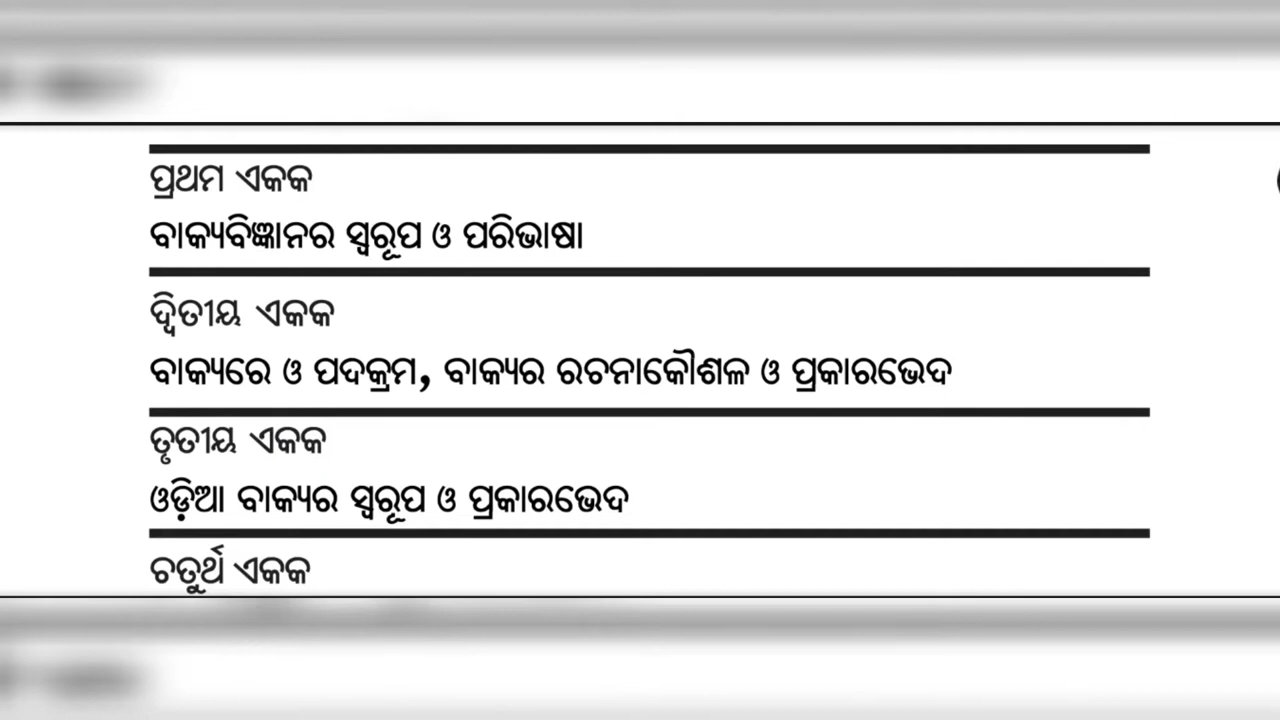 ପ୍ରଥମ ଏକକ
ବାକ୍ୟବିଜ୍ଞାନର ସ୍ୱରୂପ ଓ ପରିଭାଷା
ଦ୍ୱିତୀୟ ଏକକ
ବାକ୍ୟରେ ଓ ପଦକ୍ରମ, ବାକ୍ୟର ରଚନାକୌଶଳ ଓ ପ୍ରକାରଭେଦ
ତୃତୀୟ ଏକକ
ଓଡ଼ିଆ ବାକ୍ୟର ସ୍ୱରୂପ ଓ ପ୍ରକାରଭେଦ
ଚତୁର୍ଥ ଏକକ